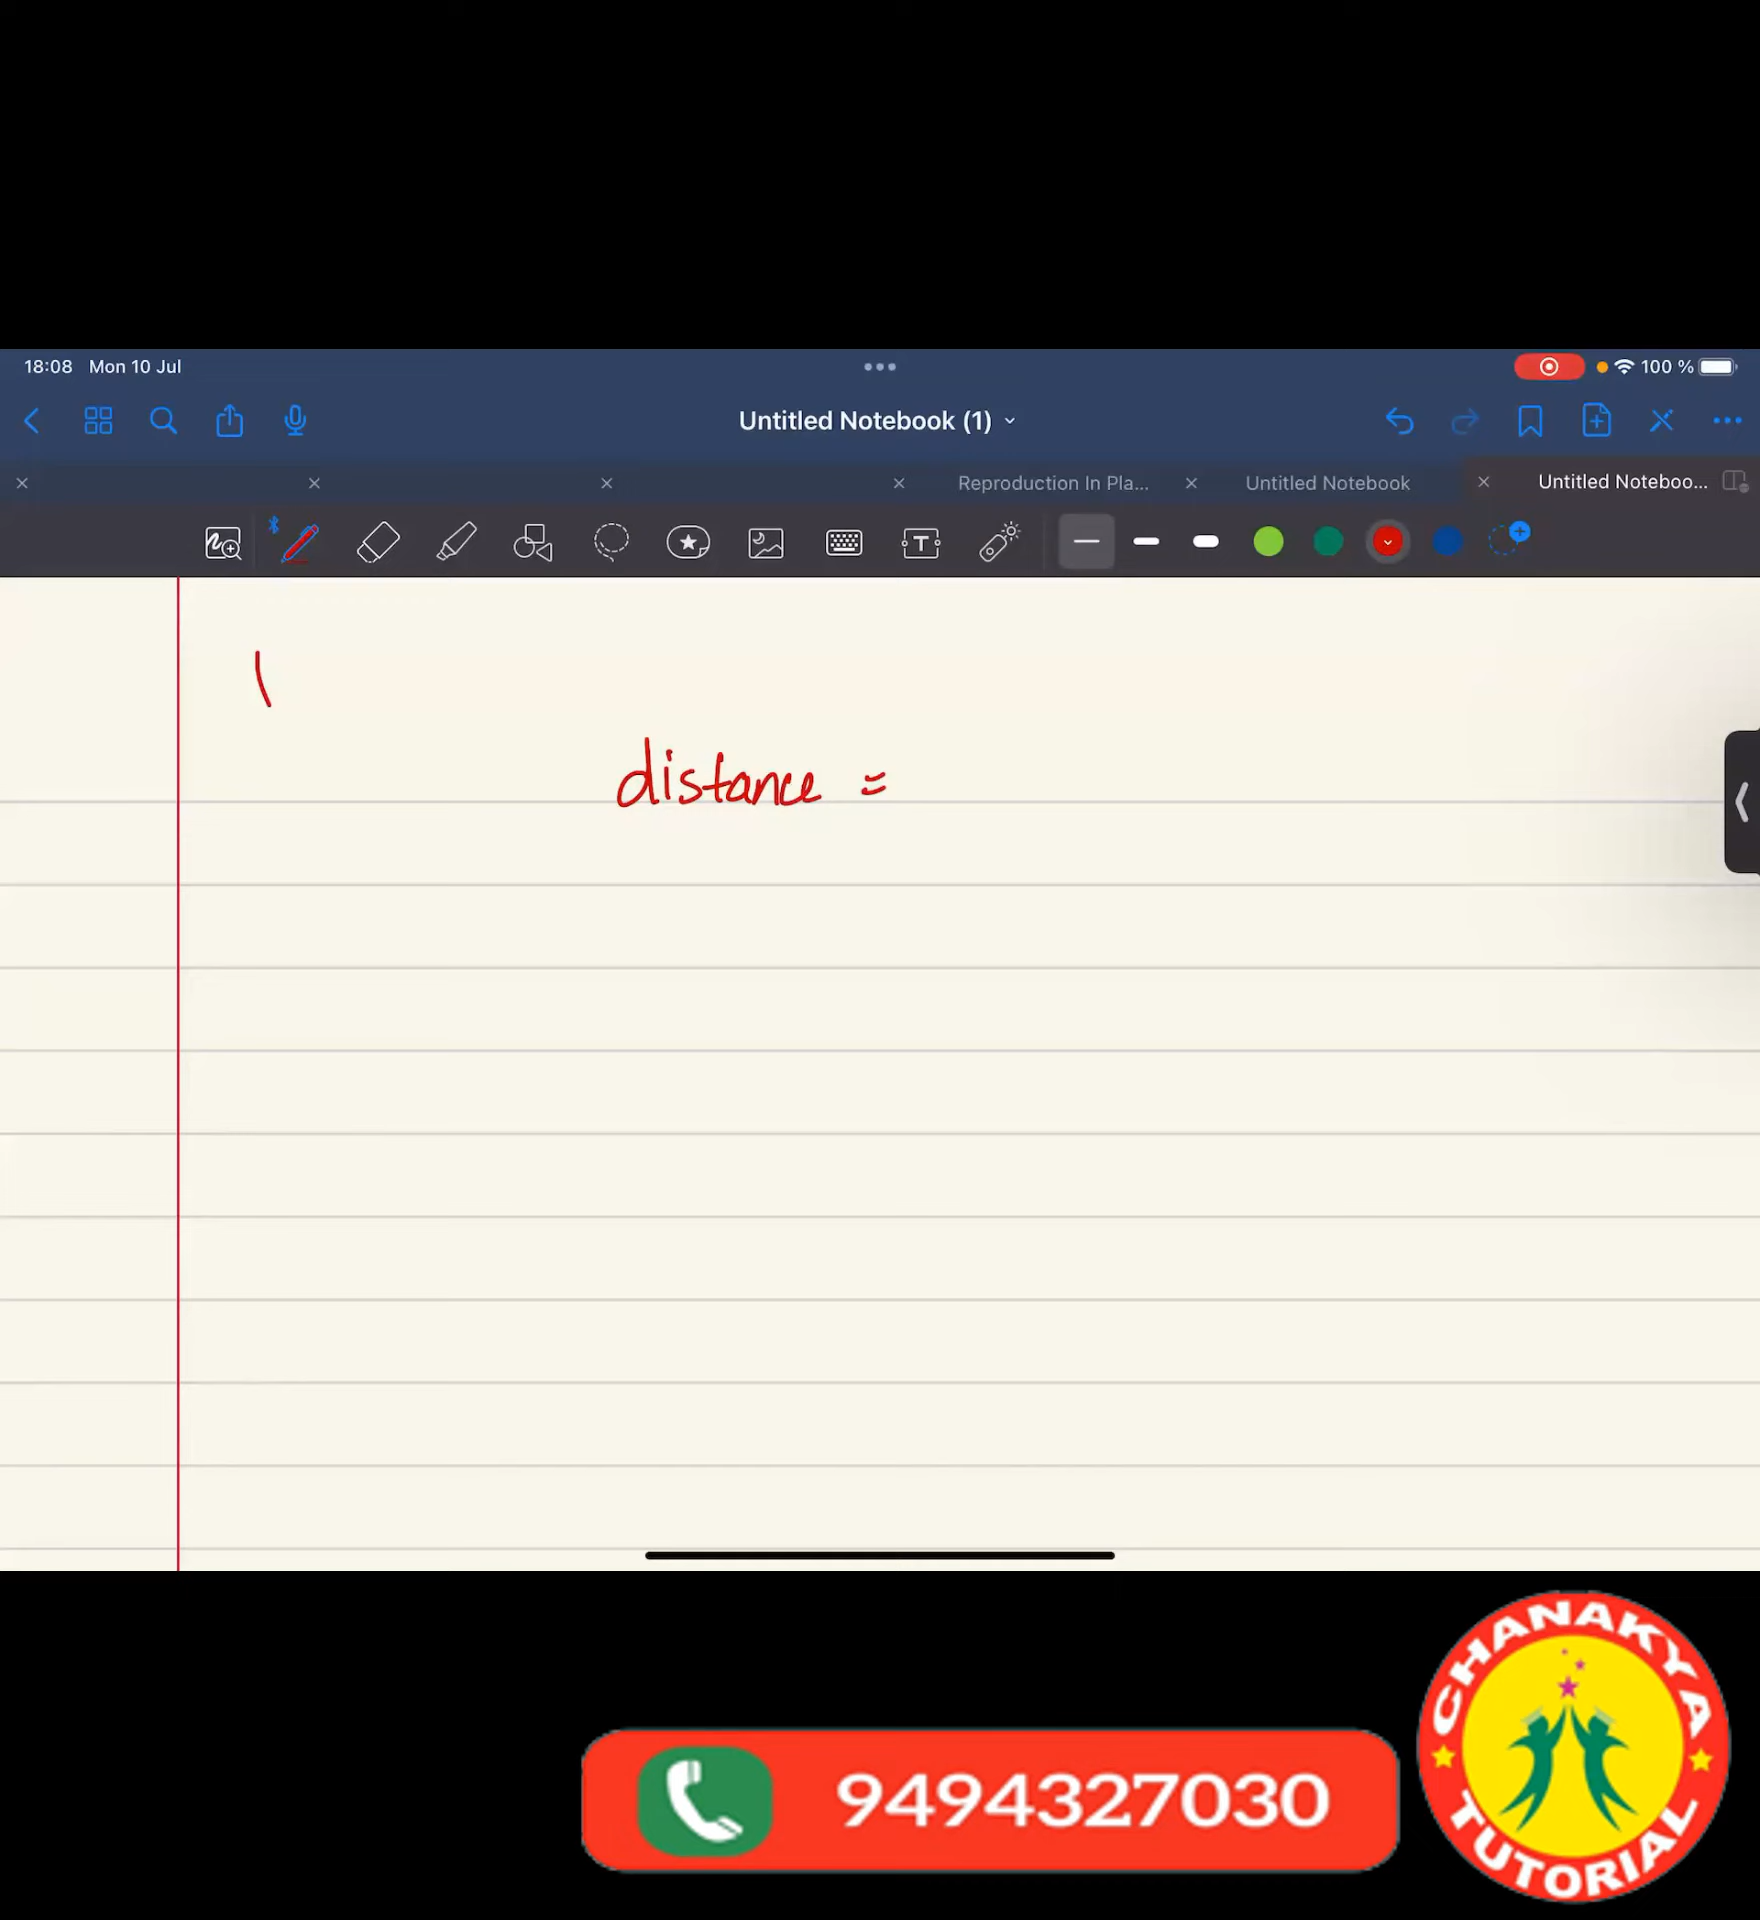 18:08 Mon 10 Jul
100 %
Untitled Notebook (1)
Reproduction In Pla...
Untitled Notebook
Untitled Noteboo...
T
distance =
9494327030
CHANAKYA
TUTORIAL